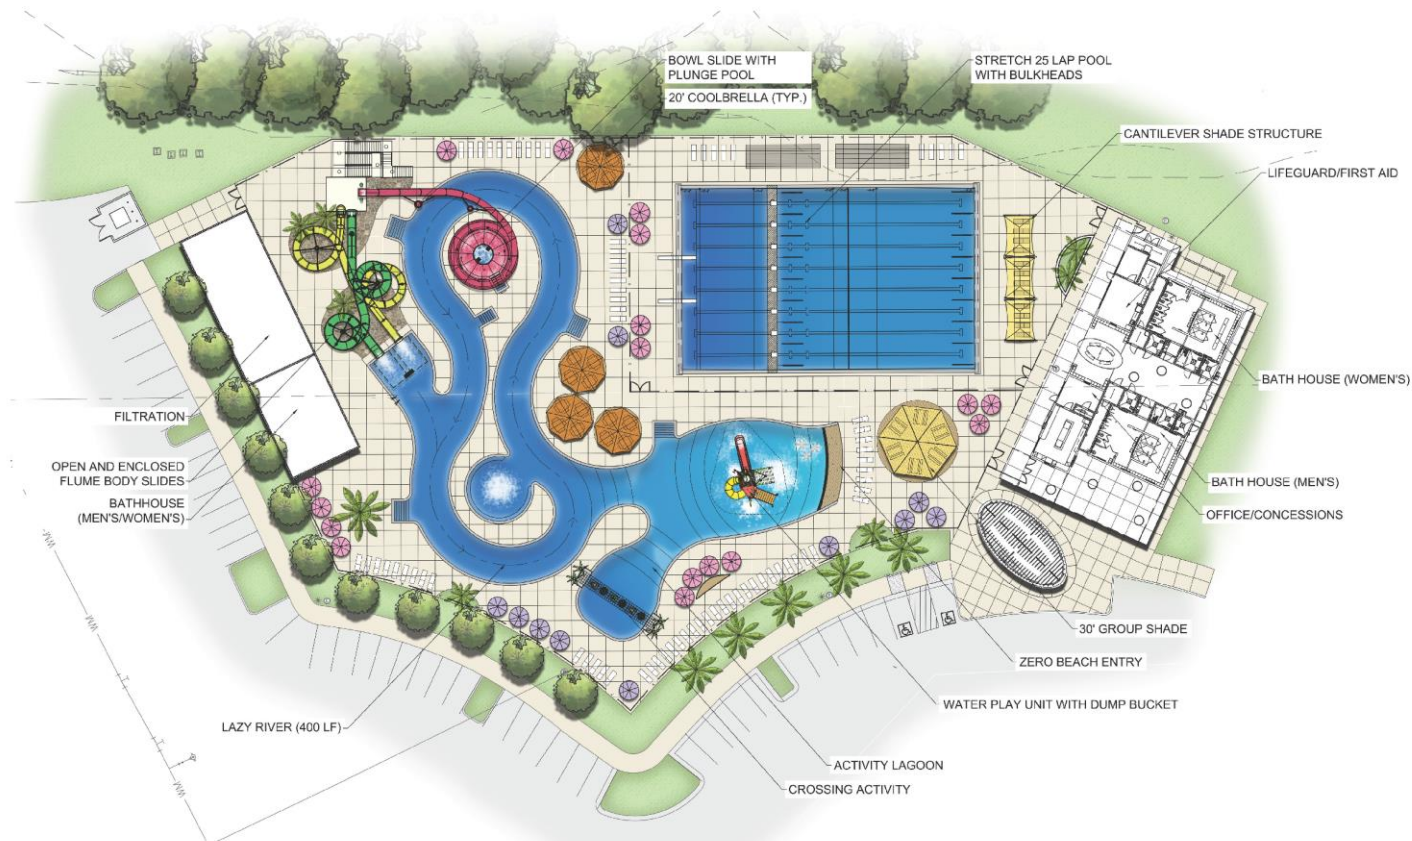 BOWL SLIDE WITH
PLUNGE POOL
20' COOLBRELLA (TYP.)
STRETCH 25 LAP POOL
WITH BULKHEADS
CANTILEVER SHADE STRUCTURE
LIFEGUARD/FIRST AID
BATH HOUSE (WOMEN'S)
FILTRATION
OPEN AND ENCLOSED
FLUME BODY SLIDES
BATHHOUSE
(MEN'S/WOMEN'S)
BATH HOUSE (MEN'S)
OFFICE/CONCESSIONS
WM
WM
30' GROUP SHADE
ZERO BEACH ENTRY
WATER PLAY UNIT WITH DUMP BUCKET
LAZY RIVER (400 LF)
ACTIVITY LAGOON
CROSSING ACTIVITY
WM